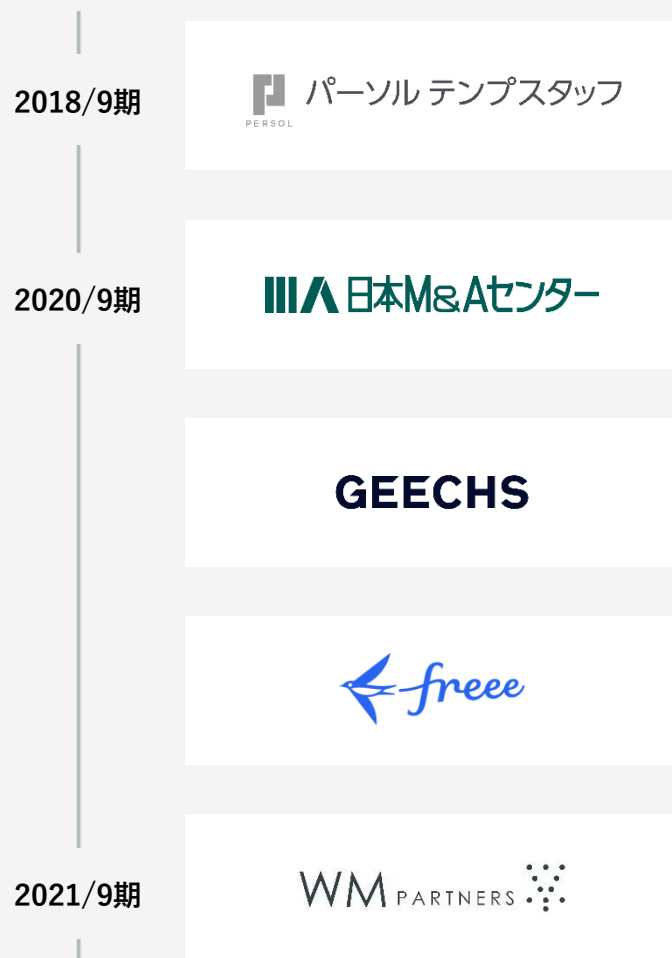 2018/9期
パーソル テンプスタッフ
PERSOL
2020/9期
日本M&Aセンター
GEECHS
freee
2021/9期
WM PARTNERS